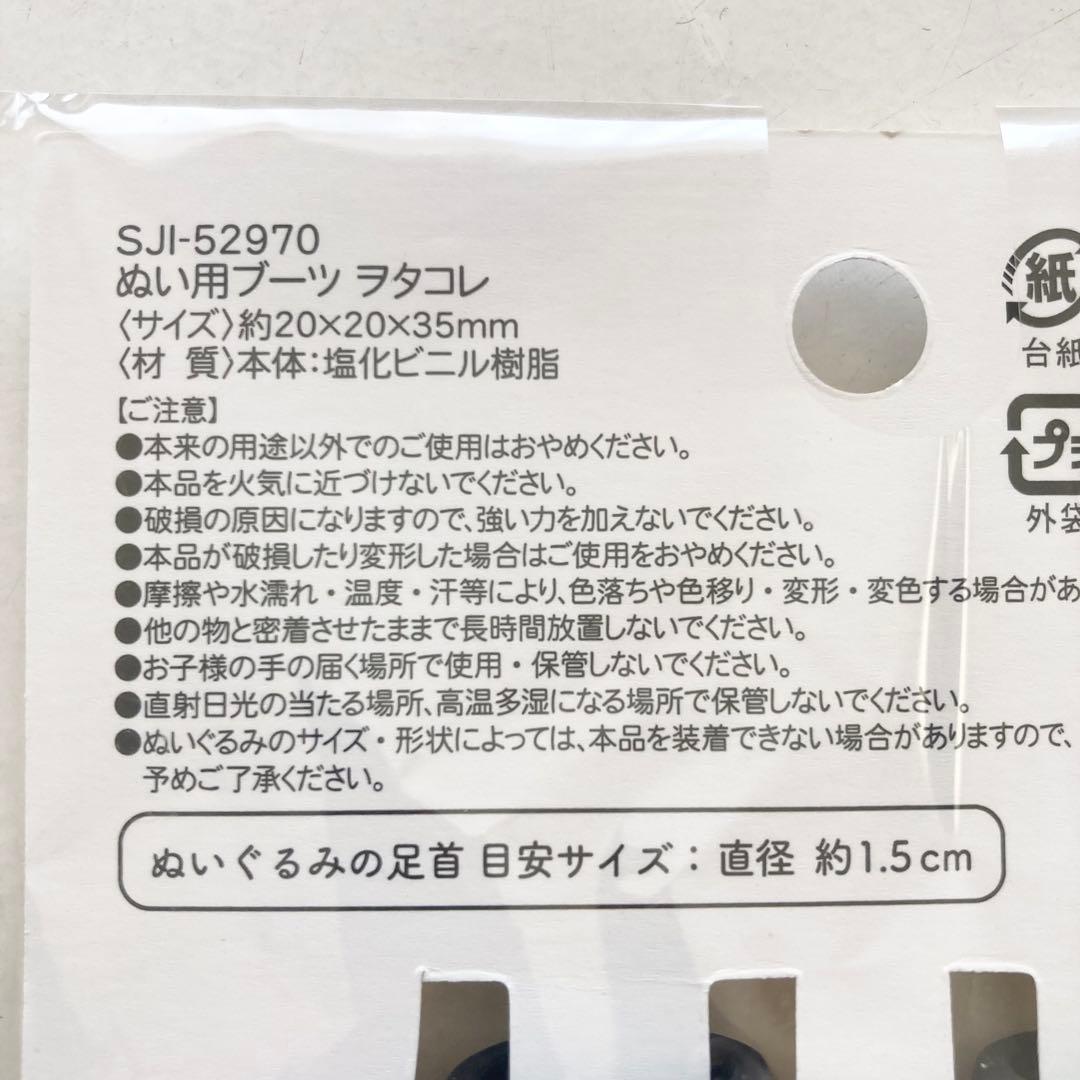 SJI-52970
ぬい用ブーツ ヲタコレ
〈サイズ〉約20×20×35mm
〈材 質〉本体：塩化ビニル樹脂
【ご注意】
●本来の用途以外でのご使用はおやめください。
●本品を火気に近づけないでください。
●破損の原因になりますので、強い力を加えないでください。
●本品が破損したり変形した場合はご使用をおやめください。
●摩擦や水濡れ・温度・汗等により、色落ちや色移り・変形・変色する場合があ
●他の物と密着させたままで長時間放置しないでください。
●お子様の手の届く場所で使用・保管しないでください。
●直射日光の当たる場所、高温多湿になる場所で保管しないでください。
●ぬいぐるみのサイズ・形状によっては、本品を装着できない場合がありますので、
予めご了承ください。
ぬいぐるみの足首 目安サイズ：直径 約1.5cm
紙
台紙
プ
外袋